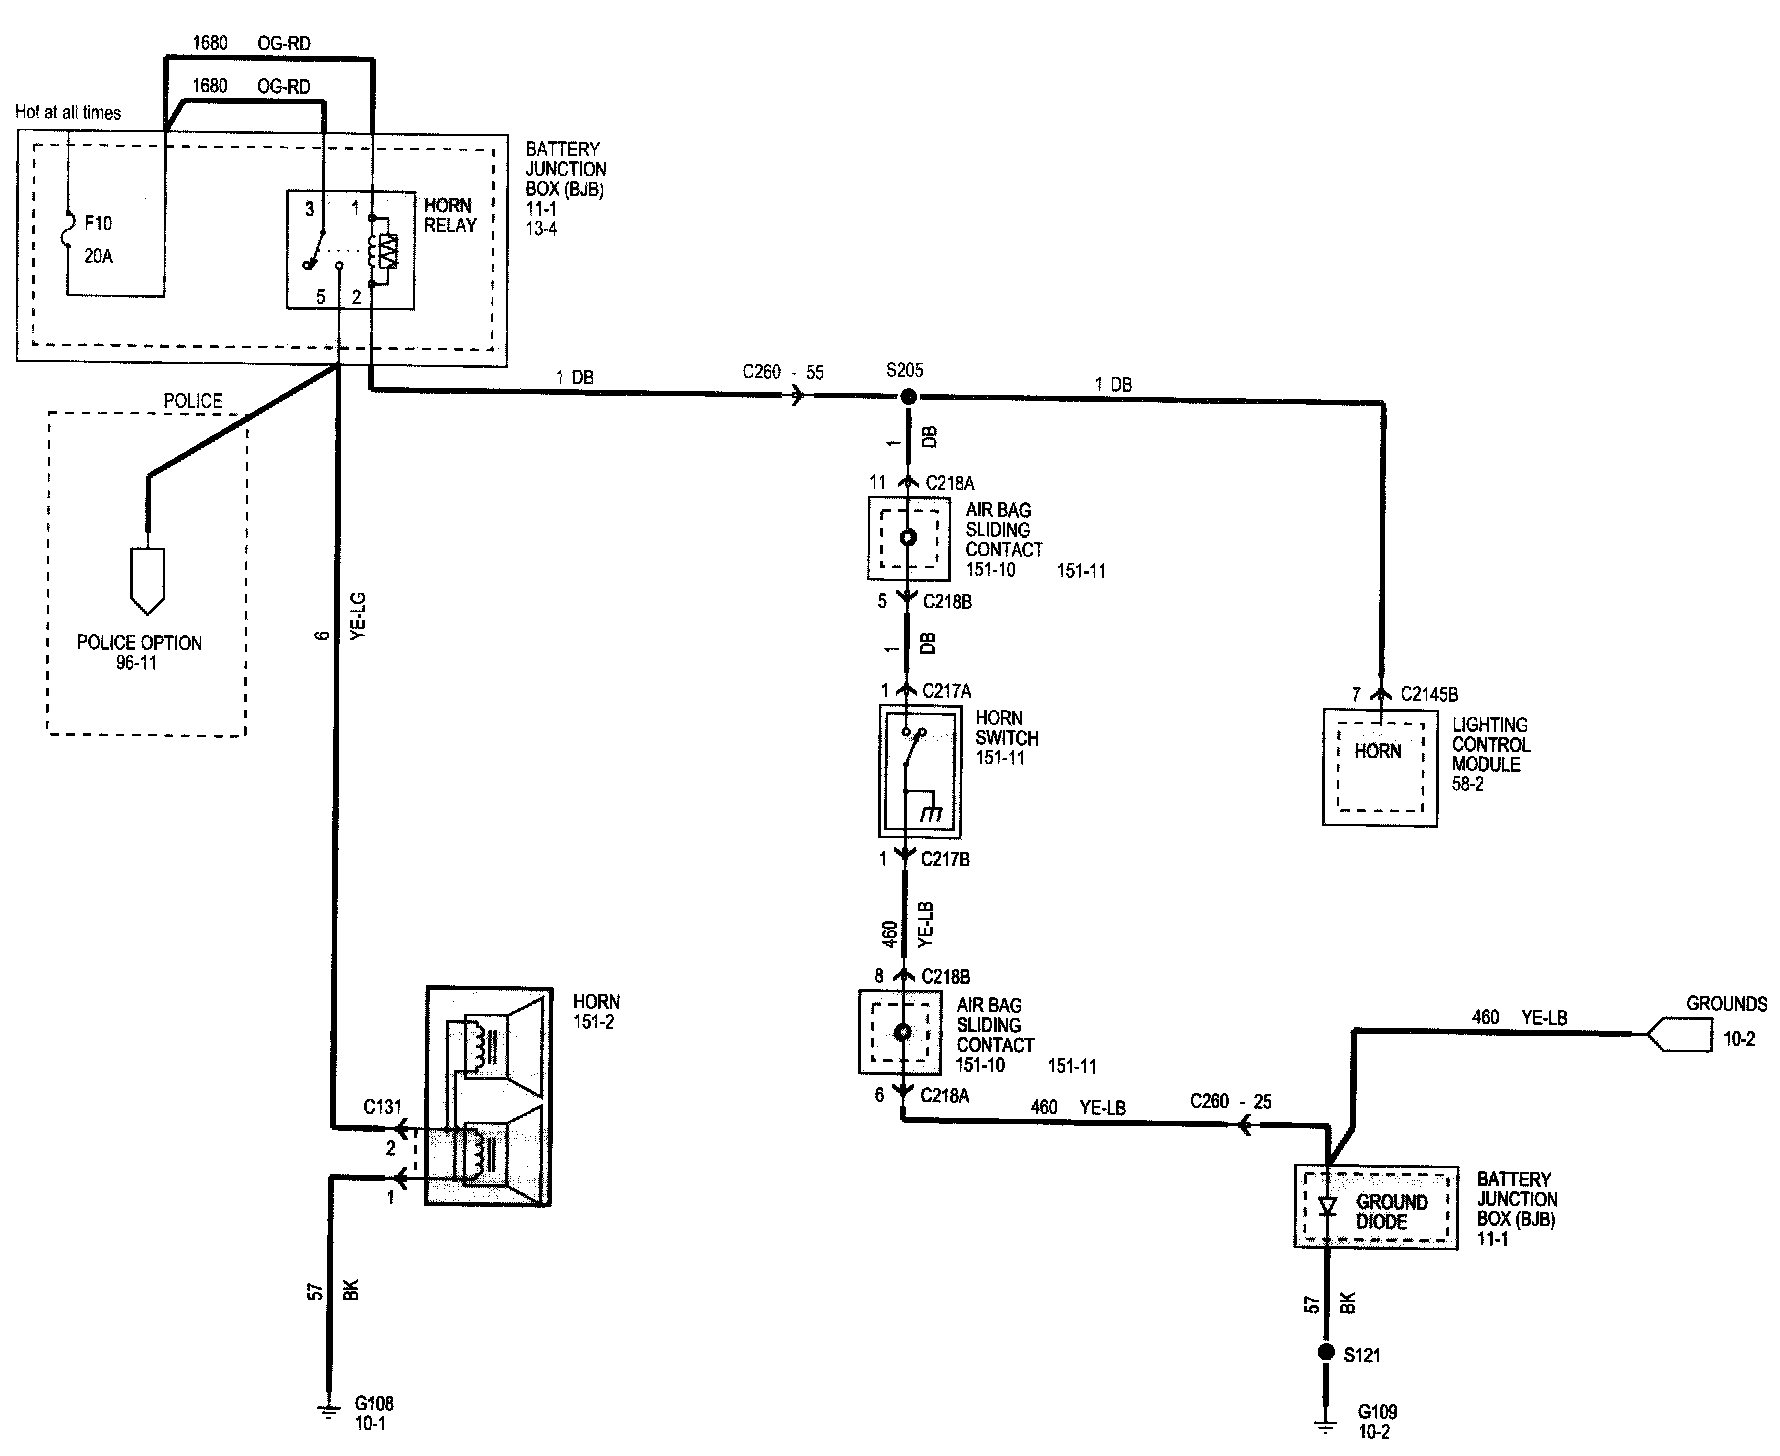 1680 OG-RD
1680 OG-RD
Hot at all times
BATTERY
JUNCTION
BOX (BJB)
11-1
13-4
F10
20A
3 1
HORN
RELAY
5 2
POLICE
POLICE OPTION
96-11
1 DB
C260 - 55
S205
1 DB
1 DB
11 C218A
AIR BAG
SLIDING
CONTACT
151-10 151-11
5 C218B
6 YE-LG
1 DB
1 C217A
HORN
SWITCH
151-11
7 C2145B
HORN
LIGHTING
CONTROL
MODULE
58-2
1 C217B
460 YE-LB
8 C218B
AIR BAG
SLIDING
CONTACT
151-10 151-11
6 C218A
HORN
151-2
C131
2
1
460 YE-LB
C260 - 25
460 YE-LB
GROUNDS
10-2
GROUND
DIODE
BATTERY
JUNCTION
BOX (BJB)
11-1
57 BK
57 BK
S121
G108
10-1
G109
10-2